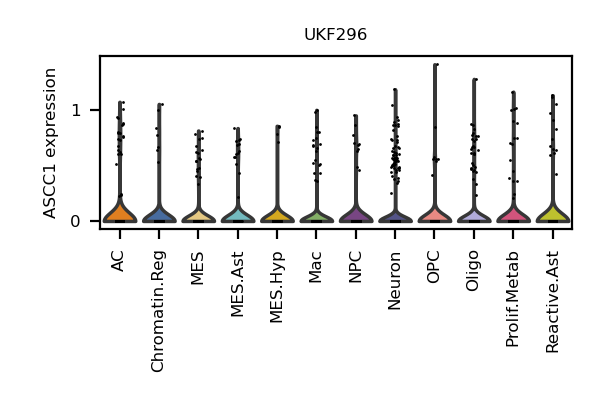 UKF296
ASCC1 expression
1
0
AC
Chromatin.Reg
MES
MES.Ast
MES.Hyp
Mac
NPC
Neuron
OPC
Oligo
Prolif.Metab
Reactive.Ast